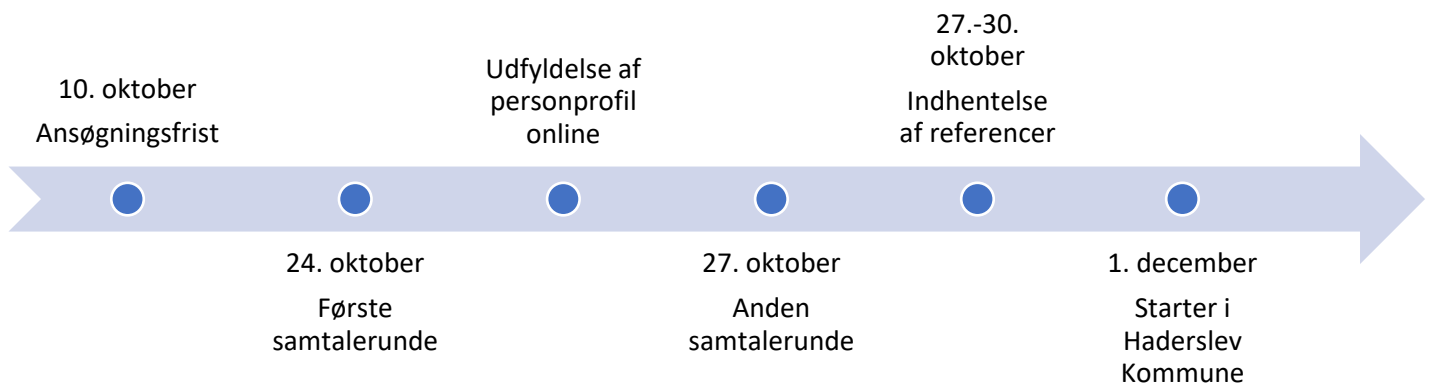 10. oktober
Ansøgningsfrist
24. oktober
Første
samtalerunde
Udfyldelse af
personprofil
online
27. oktober
Anden
samtalerunde
27.-30.
oktober
Indhentelse
af referencer
1. december
Starter i
Haderslev
Kommune